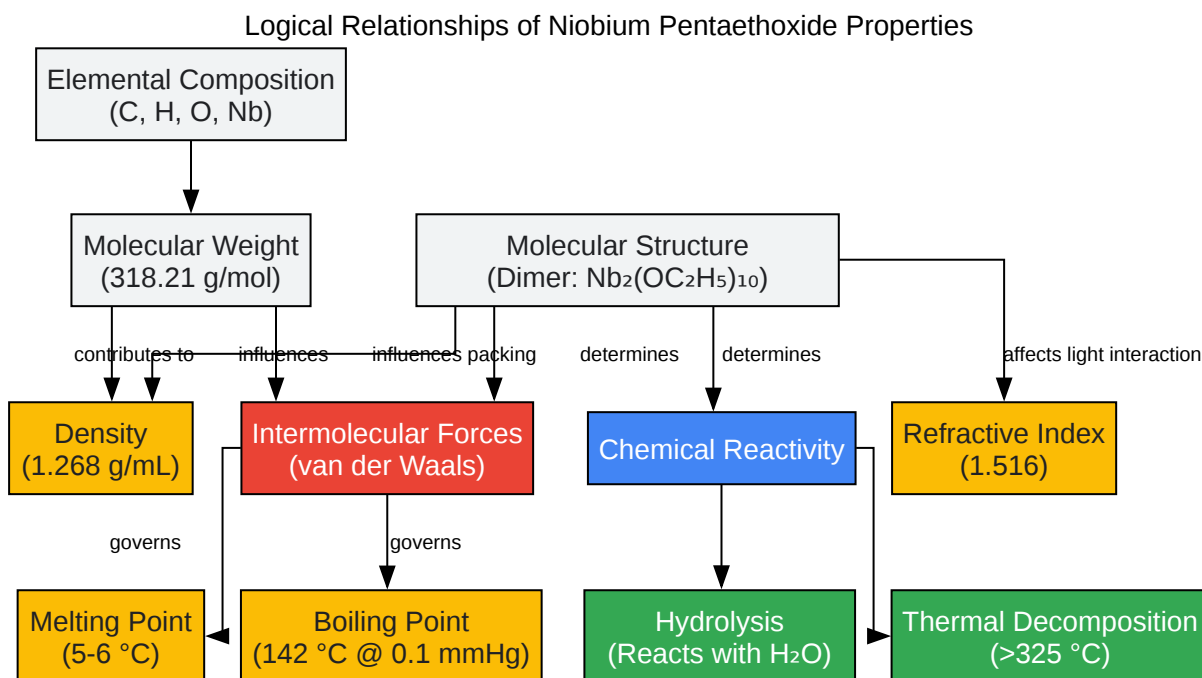 Logical Relationships of Niobium Pentaethoxide Properties
Elemental Composition
(C, H, O, Nb)
Molecular Weight
(318.21 g/mol)
Molecular Structure
(Dimer: Nb₂(OC₂H₅)₁₀)
contributes to
influences
influences packing
determines
determines
affects light interaction
Density
(1.268 g/mL)
Intermolecular Forces
(van der Waals)
Chemical Reactivity
Refractive Index
(1.516)
governs
governs
Melting Point
(5-6 °C)
Boiling Point
(142 °C @ 0.1 mmHg)
Hydrolysis
(Reacts with H₂O)
Thermal Decomposition
(>325 °C)